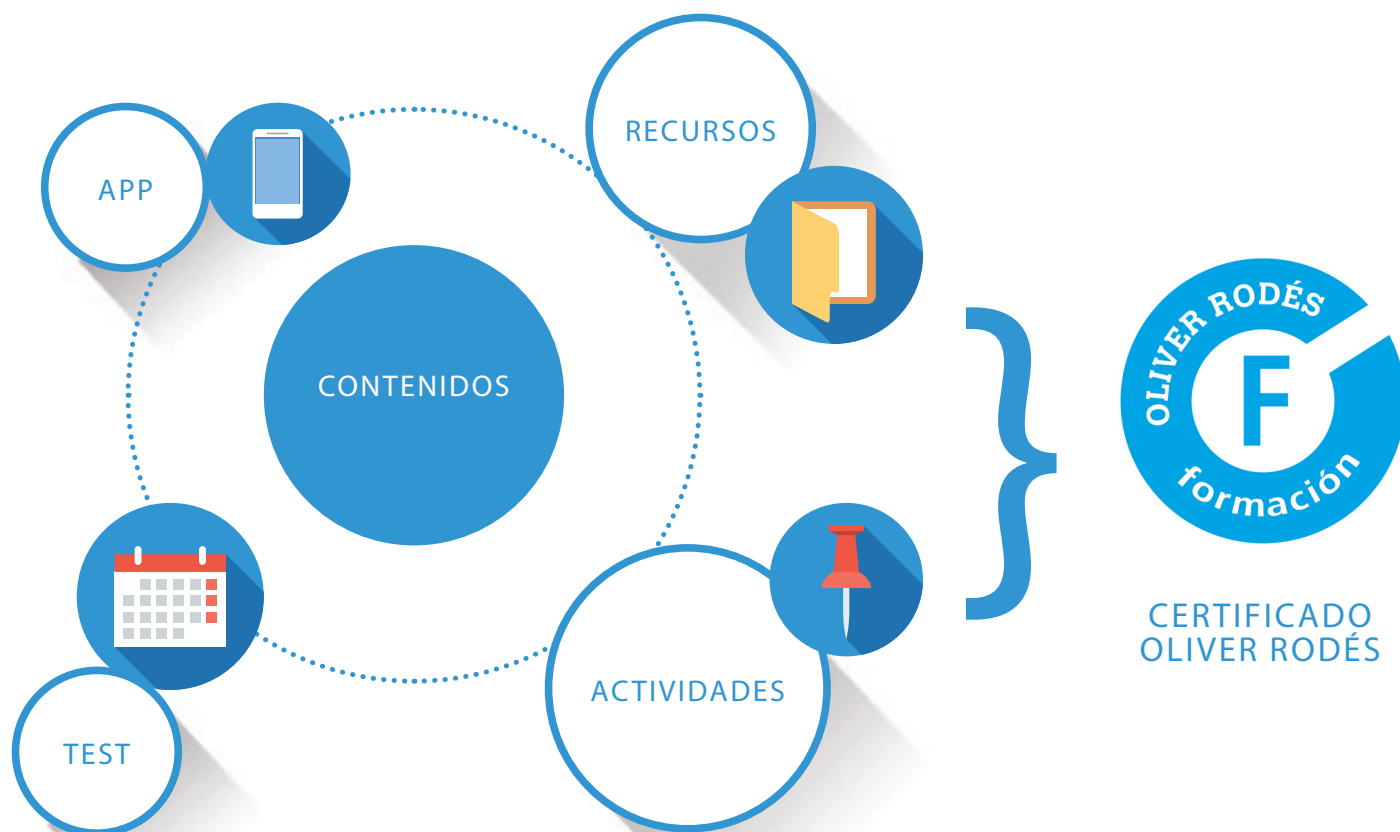 APP
RECURSOS
CONTENIDOS
TEST
ACTIVIDADES
OLIVER RODÉS
F
formación
CERTIFICADO
OLIVER RODÉS